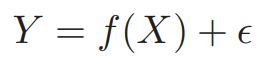 Y = f(X) + ϵ